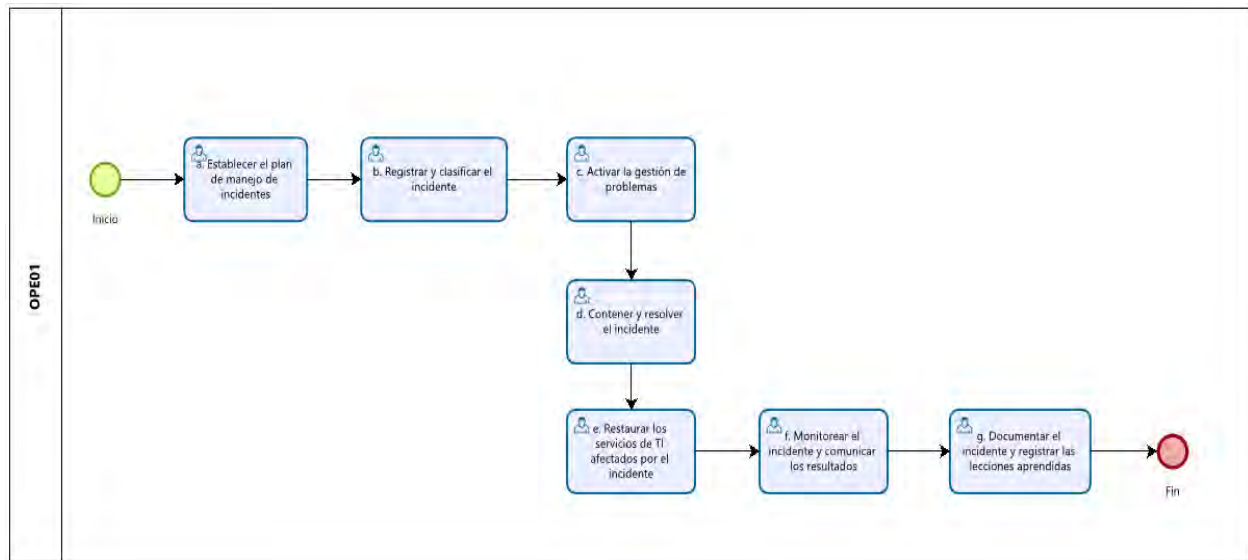 OPE01
Inicio
a. Establecer el plan
de manejo de
incidentes
b. Registrar y clasificar el
incidente
c. Activar la gestión de
problemas
d. Contener y resolver
el incidente
e. Restaurar los
servicios de TI
afectados por el
incidente
f. Monitorear el
incidente y comunicar
los resultados
g. Documentar el
incidente y registrar las
lecciones aprendidas
Fin